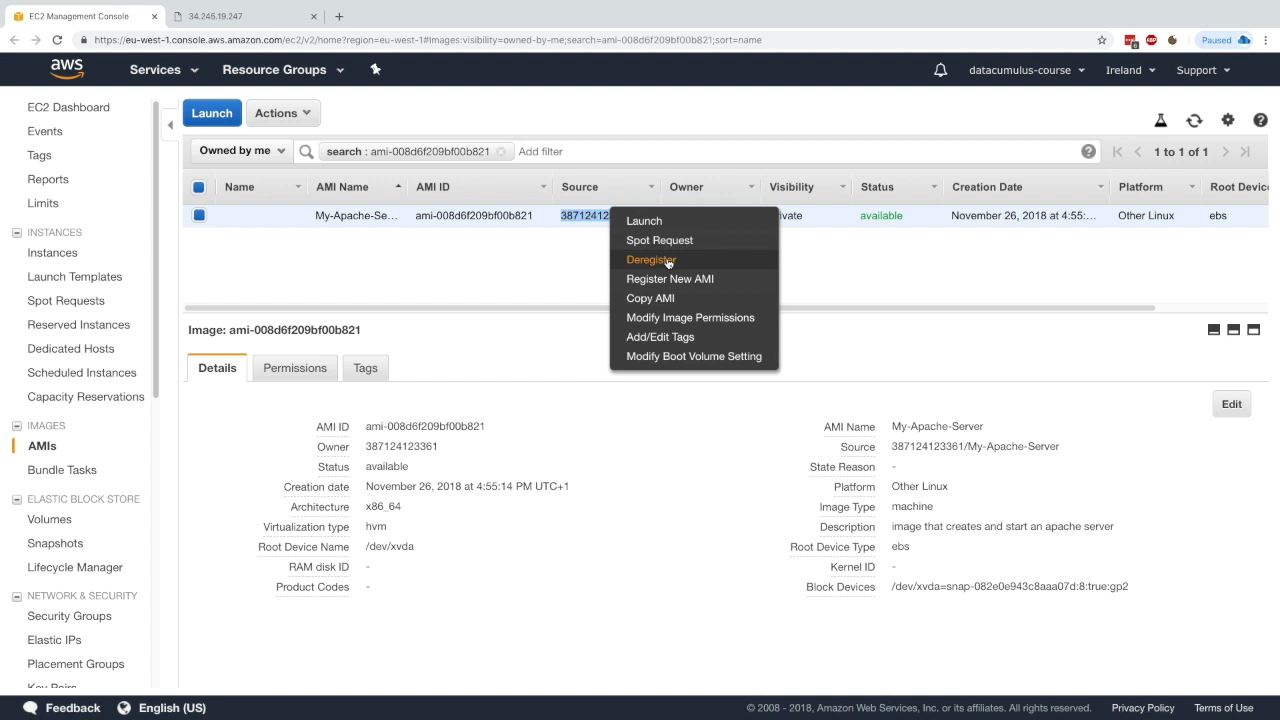 EC2 Management Console
34.245.19.247
https://eu-west-1.console.aws.amazon.com/ec2/v2/home?region=eu-west-1#Images:visibility=owned-by-me;search=ami-008d6f209bf00b821;sort=name
ABP
Paused
aws
Services
Resource Groups
datacumulus-course
Ireland
Support
EC2 Dashboard
Events
Tags
Reports
Limits
INSTANCES
Instances
Launch Templates
Spot Requests
Reserved Instances
Dedicated Hosts
Scheduled Instances
Capacity Reservations
IMAGES
AMIs
Bundle Tasks
ELASTIC BLOCK STORE
Volumes
Snapshots
Lifecycle Manager
NETWORK & SECURITY
Security Groups
Elastic IPs
Placement Groups
Key Pairs
Launch
Actions
Owned by me
search : ami-008d6f209bf00b821
Add filter
1 to 1 of 1
Name AMI Name AMI ID Source Owner Visibility Status Creation Date Platform Root Devic
My-Apache-Se... ami-008d6f209bf00b821 38712412 ivate available November 26, 2018 at 4:55:... Other Linux ebs
Launch
Spot Request
Deregister
Register New AMI
Copy AMI
Modify Image Permissions
Add/Edit Tags
Modify Boot Volume Setting
Image: ami-008d6f209bf00b821
Details
Permissions
Tags
Edit
AMI ID ami-008d6f209bf00b821
Owner 387124123361
Status available
Creation date November 26, 2018 at 4:55:14 PM UTC+1
Architecture x86_64
Virtualization type hvm
Root Device Name /dev/xvda
RAM disk ID -
Product Codes -
AMI Name My-Apache-Server
Source 387124123361/My-Apache-Server
State Reason -
Platform Other Linux
Image Type machine
Description image that creates and start an apache server
Root Device Type ebs
Kernel ID -
Block Devices /dev/xvda=snap-082e0e943c8aaa07d:8:true:gp2
Feedback
English (US)
© 2008 - 2018, Amazon Web Services, Inc. or its affiliates. All rights reserved.
Privacy Policy
Terms of Use